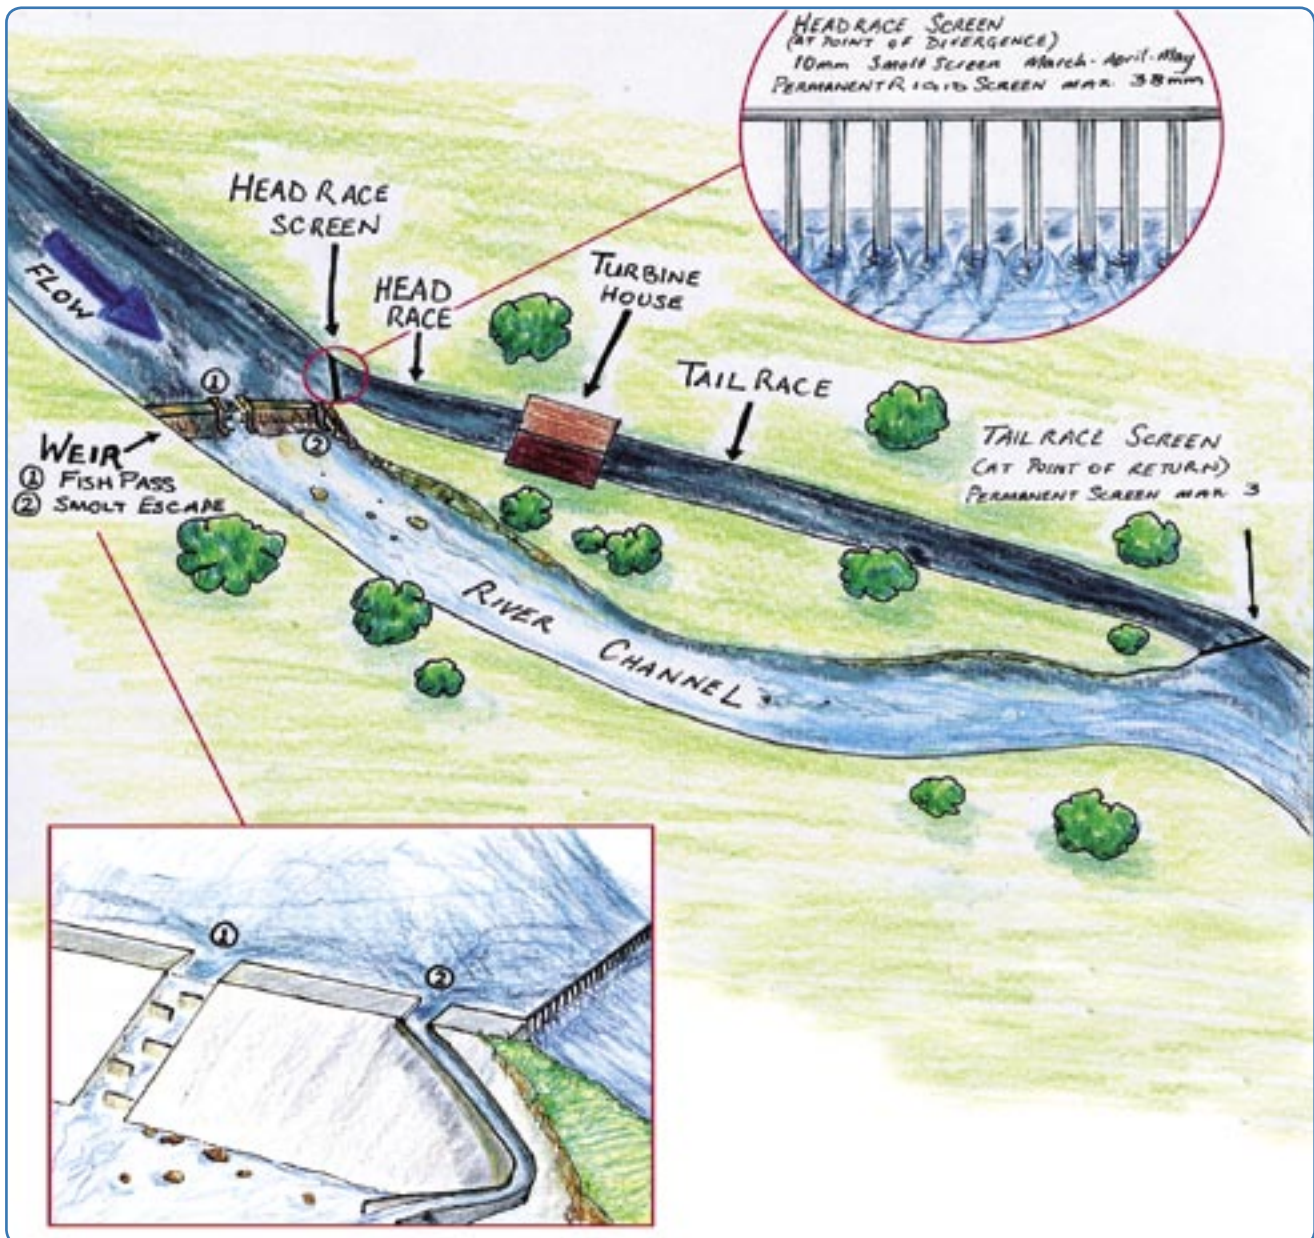 HEADRACE SCREEN
(AT POINT OF DIVERGENCE)
10mm Smolt Screen March-April-May
PERMANENT RIGID SCREEN MAX 38mm
HEAD RACE
SCREEN
HEAD
RACE
TURBINE
HOUSE
TAIL RACE
FLOW
TAIL RACE SCREEN
(AT POINT OF RETURN)
PERMANENT SCREEN MAX 3
①
②
WEIR
① FISH PASS
② SMOLT ESCAPE
RIVER CHANNEL
①
②